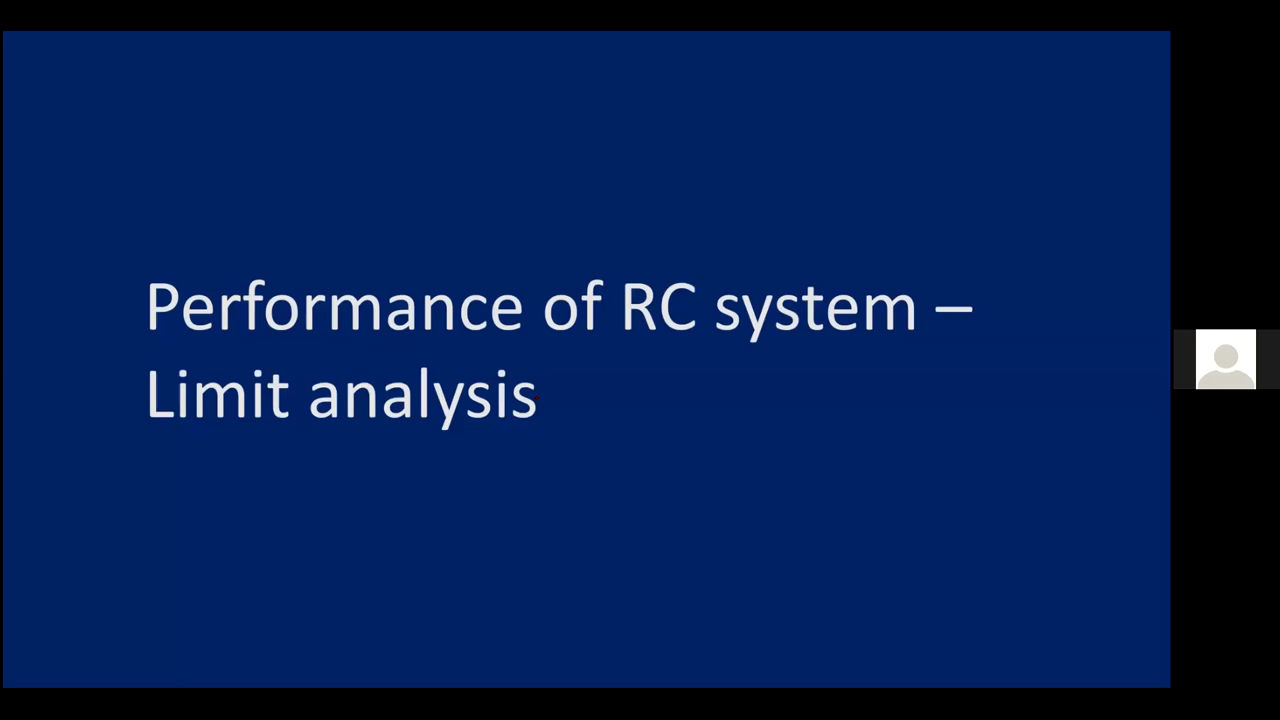 Performance of RC system –
Limit analysis